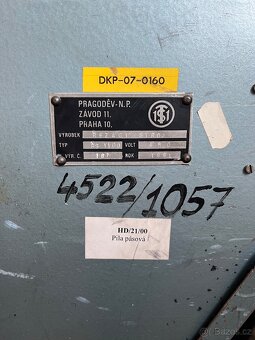 DKP-07-0160
PRAGODĚV-N.P.
ZÁVOD 11.
PRAHA 10.
VÝROBEK
TYP VOLT
VÝR. Č. ROK
4522/1057
HD/21/00
Pila pásová
Bazoš.cz